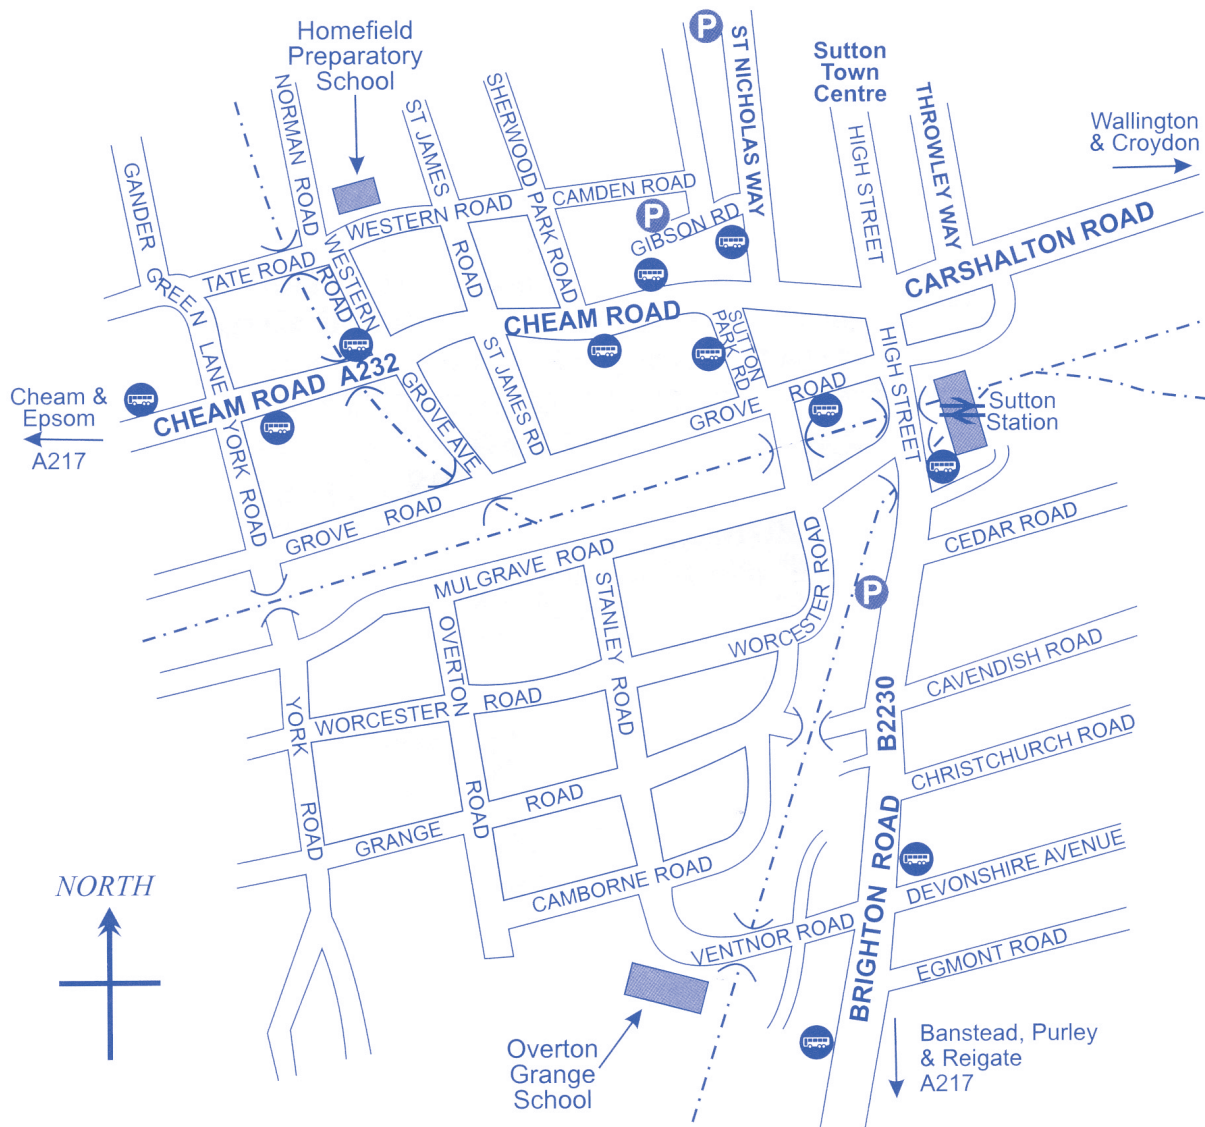 Homefield
Preparatory
School
P
ST NICHOLAS WAY
Sutton
Town
Centre
THROWLEY WAY
Wallington
& Croydon
NORMAN ROAD
ST JAMES
ROAD
SHERWOOD PARK ROAD
HIGH STREET
GANDER
GREEN
LANE
CAMDEN ROAD
WESTERN ROAD
P
GIBSON RD
CARSHALTON ROAD
TATE ROAD
WESTERN
ROAD
CHEAM ROAD
SUTTON
PARK RD
HIGH STREET
ST JAMES RD
CHEAM ROAD A232
GROVE AVE
GROVE
ROAD
Cheam &
Epsom
A217
Sutton
Station
YORK ROAD
GROVE
ROAD
CEDAR ROAD
MULGRAVE ROAD
WORCESTER ROAD
STANLEY
ROAD
P
OVERTON
ROAD
CAVENDISH ROAD
B2230
WORCESTER
ROAD
YORK
ROAD
CHRISTCHURCH ROAD
GRANGE
ROAD
BRIGHTON ROAD
DEVONSHIRE AVENUE
CAMBORNE ROAD
VENTNOR ROAD
EGMONT ROAD
NORTH
Overton
Grange
School
Banstead, Purley
& Reigate
A217